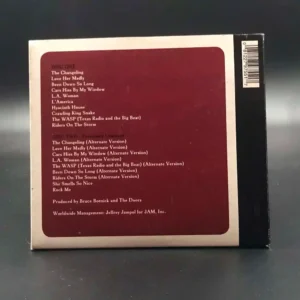 The Changeling
Love Her Madly
Been Down So Long
Cars Hiss By My Window
L.A. Woman
L'America
Hyacinth House
Crawling King Snake
The WASP (Texas Radio and the Big Beat)
Riders On The Storm
The Changeling (Alternate Version)
Love Her Madly (Alternate Version)
Cars Hiss By My Window (Alternate Version)
L.A. Woman (Alternate Version)
The WASP (Texas Radio and the Big Beat) (Alternate Version)
Been Down So Long (Alternate Version)
Riders On The Storm (Alternate Version)
She Smells So Nice
Rock Me
Produced by Bruce Botnick and The Doors
Worldwide Management: Jeffrey Jampol for JAM, Inc.